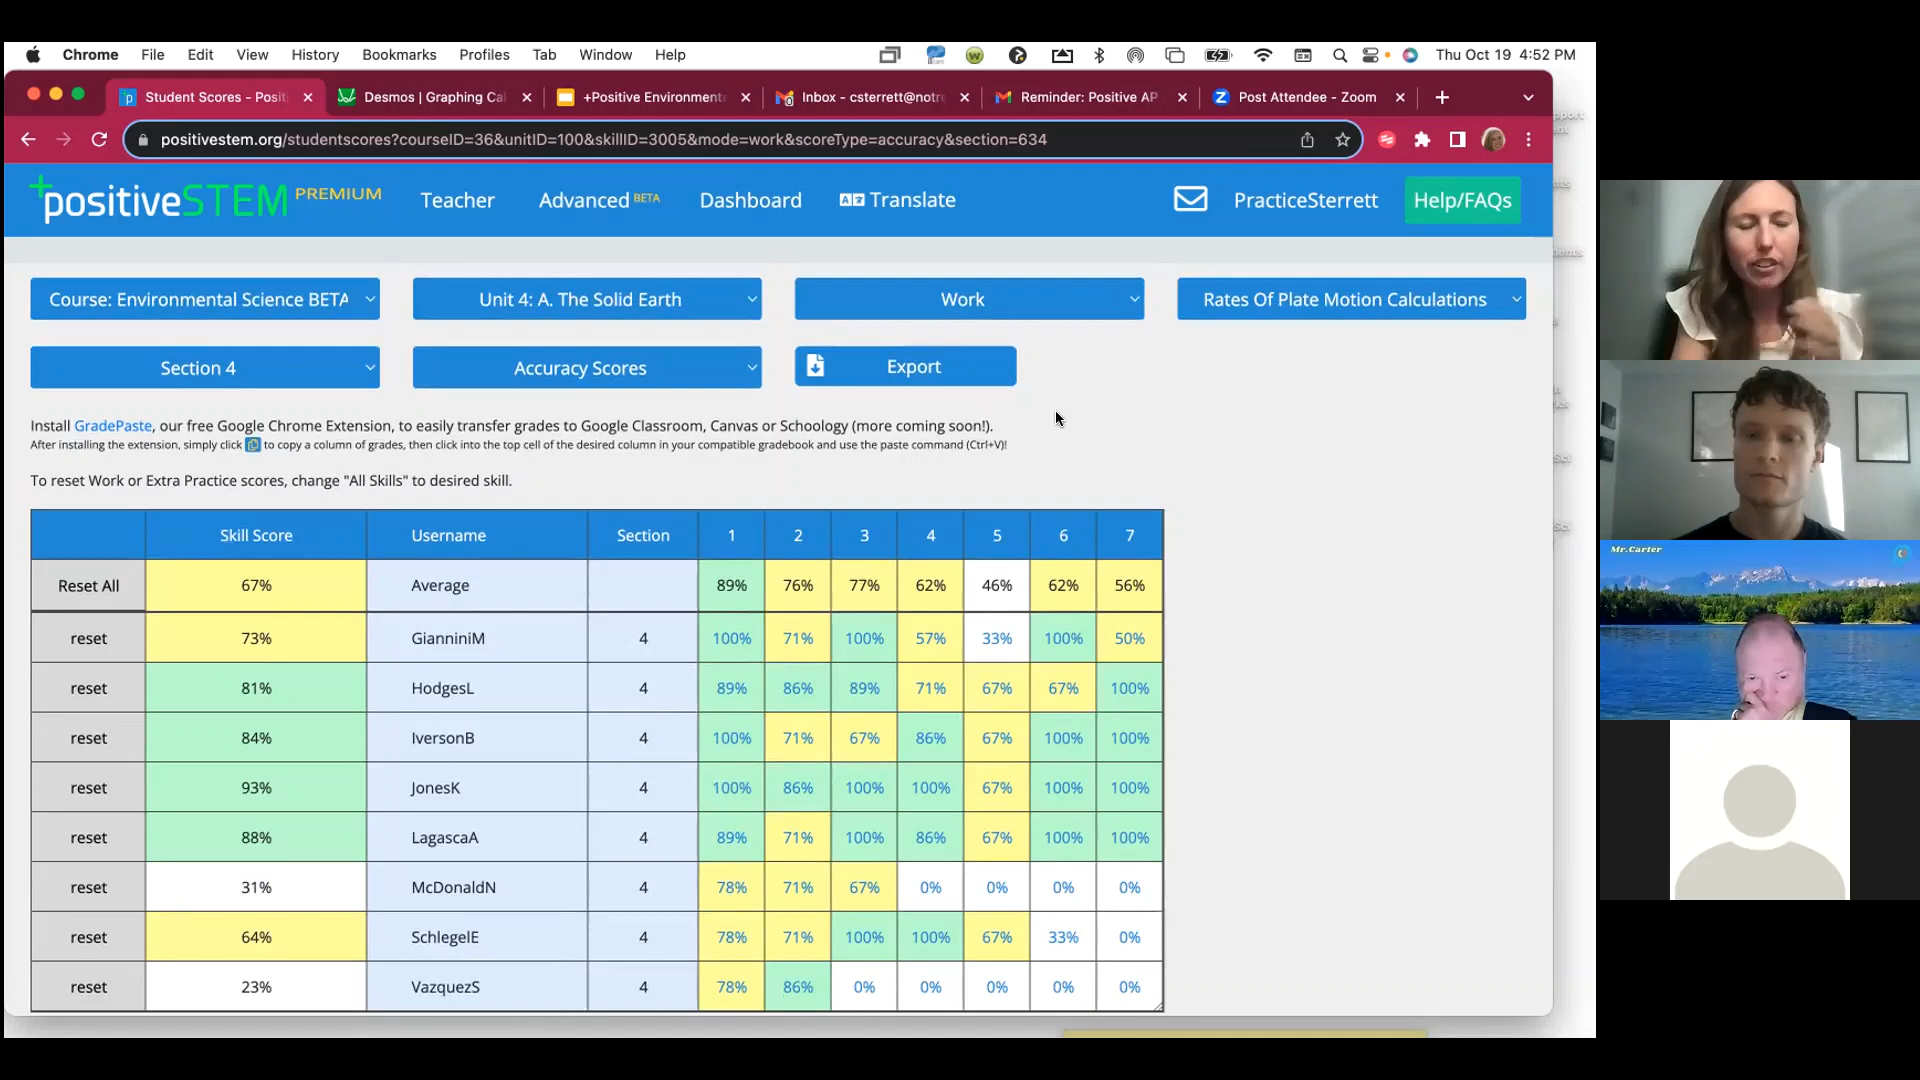 Chrome File Edit View History Bookmarks Profiles Tab Window Help Thu Oct 19 4:52 PM
Student Scores - Posit Desmos | Graphing Cal +Positive Environment Inbox - csterrett@notre Reminder: Positive AP Post Attendee - Zoom
positivestem.org/studentscores?courseID=36&unitID=100&skillID=3005&mode=work&scoreType=accuracy&section=634
+positiveSTEM PREMIUM Teacher Advanced BETA Dashboard Translate PracticeSterrett Help/FAQs
Course: Environmental Science BETA Unit 4: A. The Solid Earth Work Rates Of Plate Motion Calculations
Section 4 Accuracy Scores Export
Install GradePaste, our free Google Chrome Extension, to easily transfer grades to Google Classroom, Canvas or Schoology (more coming soon!).
After installing the extension, simply click to copy a column of grades, then click into the top cell of the desired column in your compatible gradebook and use the paste command (Ctrl+V)!
To reset Work or Extra Practice scores, change "All Skills" to desired skill.
Skill Score Username Section 1 2 3 4 5 6 7
Reset All 67% Average 89% 76% 77% 62% 46% 62% 56%
reset 73% GianniniM 4 100% 71% 100% 57% 33% 100% 50%
reset 81% HodgesL 4 89% 86% 89% 71% 67% 67% 100%
reset 84% IversonB 4 100% 71% 67% 86% 67% 100% 100%
reset 93% JonesK 4 100% 86% 100% 100% 67% 100% 100%
reset 88% LagascaA 4 89% 71% 100% 86% 67% 100% 100%
reset 31% McDonaldN 4 78% 71% 67% 0% 0% 0% 0%
reset 64% SchlegelE 4 78% 71% 100% 100% 67% 33% 0%
reset 23% VazquezS 4 78% 86% 0% 0% 0% 0% 0%
Mr.Carter